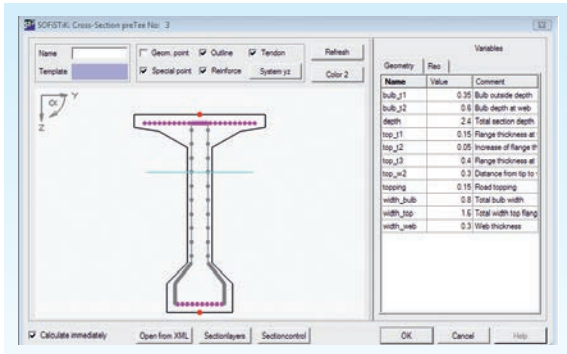 SOFiSTiK: Cross-Section preTee No: 3
Name
Template
Geom. point
Outline
Tendon
Special point
Reinforce
System yz
Refresh
Color 2
Variables
Geometry
Reo
Name Value Comment
bulb_t1 0.35 Bulb outside depth
bulb_t2 0.6 Bulb depth at web
depth 2.4 Total section depth
top_t1 0.15 Flange thickness at
top_t2 0.05 Increase of flange th
top_t3 0.4 Flange thickness at
top_w2 0.3 Distance from tip to
topping 0.15 Road topping
width_bulb 0.8 Total bulb width
width_top 1.6 Total width top flang
width_web 0.3 Web thickness
α
Y
Z
Calculate immediately
Open from XML
Sectionlayers
Sectioncontrol
OK
Cancel
Help